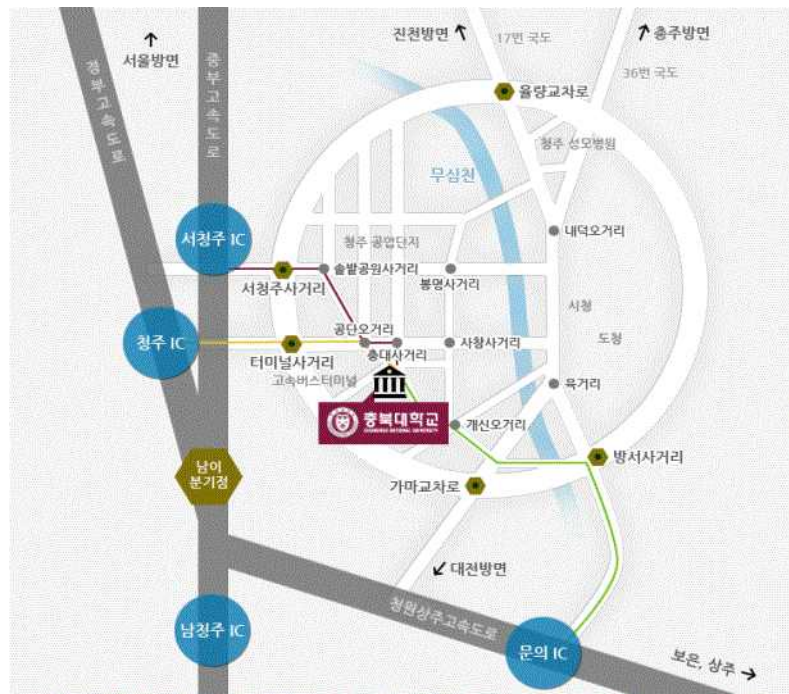 진천방면
17번 국도
충주방면
서울방면
경부고속도로
중부고속도로
36번 국도
율량교차로
청주 성모병원
무심천
서청주 IC
내덕오거리
청주 공업단지
솔밭공원사거리
서청주사거리
봉명사거리
시청
공단오거리
도청
청주 IC
충대사거리
사창사거리
터미널사거리
고속버스터미널
육거리
충북대학교
CHUNGBUK NATIONAL UNIVERSITY
개신오거리
방서사거리
남이
분기점
가마교차로
대전방면
청원상주고속도로
남청주 IC
문의 IC
보은, 상주